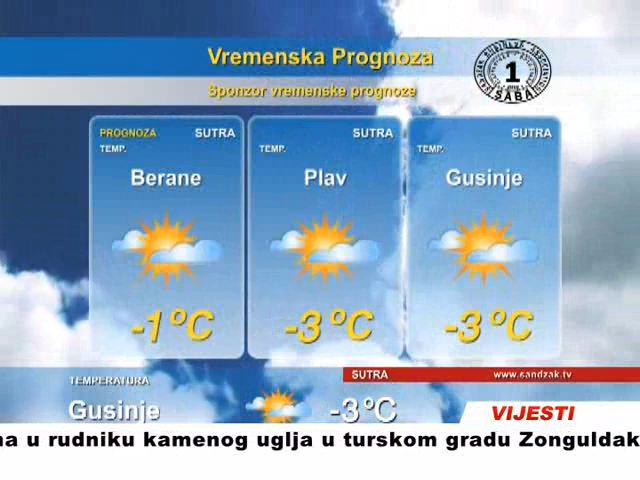 Vremenska Prognoza
Sponzor vremenske prognoze
1
SABA
PROGNOZA SUTRA
TEMP.
Berane
-1ºC
SUTRA
TEMP.
Plav
-3ºC
SUTRA
TEMP.
Gusinje
-3ºC
TEMPERATURA
SUTRA www.sandzak.tv
Gusinje -3ºC
VIJESTI
na u rudniku kamenog uglja u turskom gradu Zonguldak